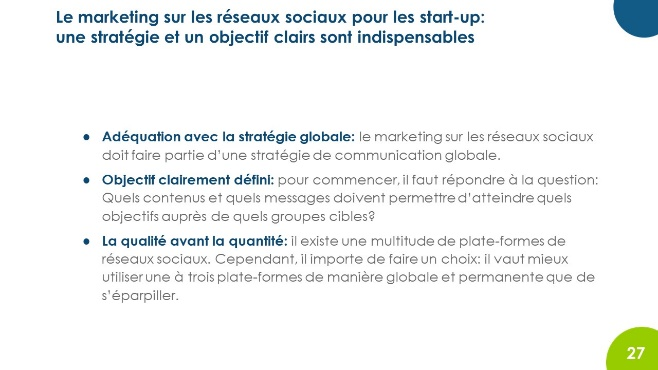 Le marketing sur les réseaux sociaux pour les start-up:
une stratégie et un objectif clairs sont indispensables
● Adéquation avec la stratégie globale: le marketing sur les réseaux sociaux
doit faire partie d'une stratégie de communication globale.
● Objectif clairement défini: pour commencer, il faut répondre à la question:
Quels contenus et quels messages doivent permettre d'atteindre quels
objectifs auprès de quels groupes cibles?
● La qualité avant la quantité: il existe une multitude de plate-formes de
réseaux sociaux. Cependant, il importe de faire un choix: il vaut mieux
utiliser une à trois plate-formes de manière globale et permanente que de
s'éparpiller.
27